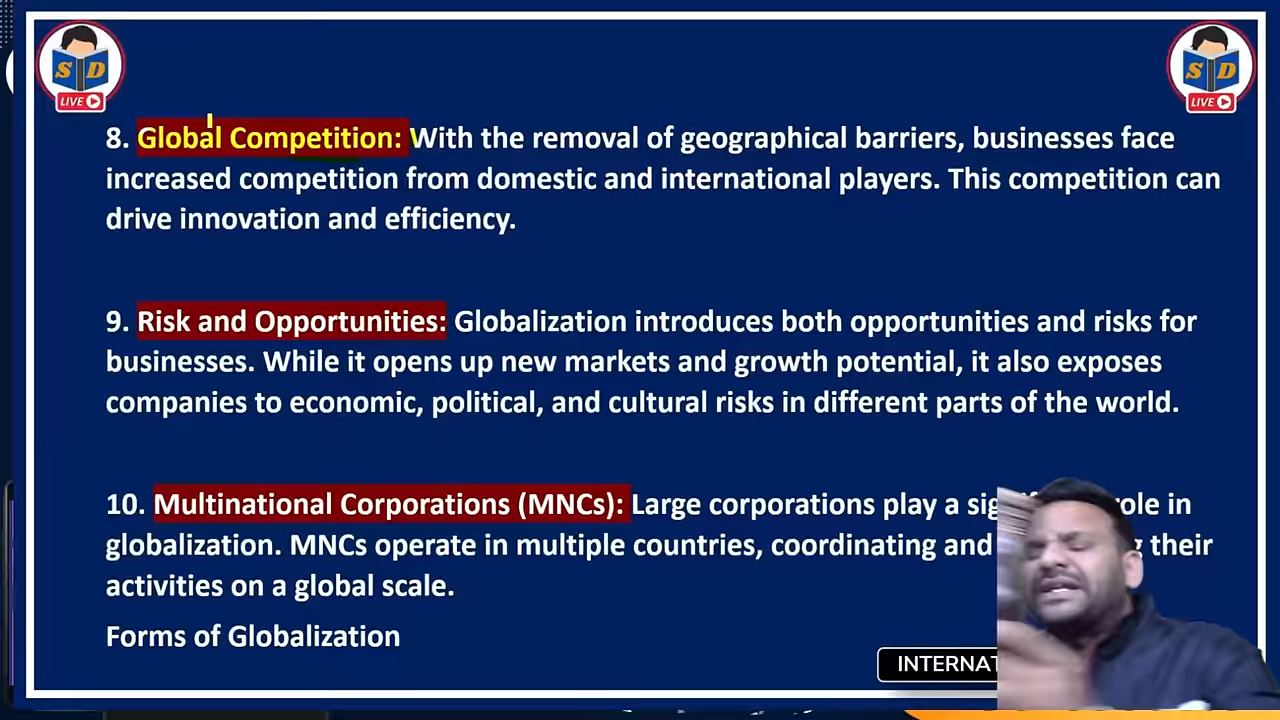 S D
LIVE
S D
LIVE
8. Global Competition: With the removal of geographical barriers, businesses face
increased competition from domestic and international players. This competition can
drive innovation and efficiency.
9. Risk and Opportunities: Globalization introduces both opportunities and risks for
businesses. While it opens up new markets and growth potential, it also exposes
companies to economic, political, and cultural risks in different parts of the world.
10. Multinational Corporations (MNCs): Large corporations play a role in
globalization. MNCs operate in multiple countries, coordinating and their
activities on a global scale.
Forms of Globalization